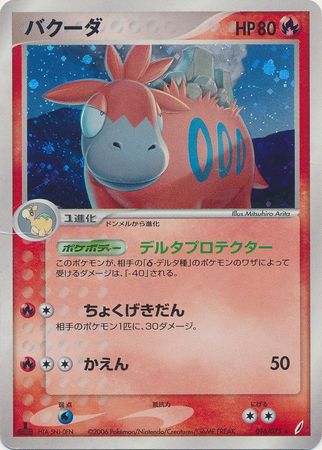 バクーダ HP80
Illus. Mitsuhiro Arita
1進化 ドンメルから進化
ポケボディー デルタプロテクター
このポケモンが、相手の「δ-デルタ種」のポケモンのワザによって
受けるダメージは、「-40」される。
ちょくげきだん
相手のポケモン1匹に、30ダメージ。
かえん 50
弱点 抵抗力 にげる
HTA-SNJ-0FN ©2006 Pokémon/Nintendo/Creatures/GAME FREAK 016/075